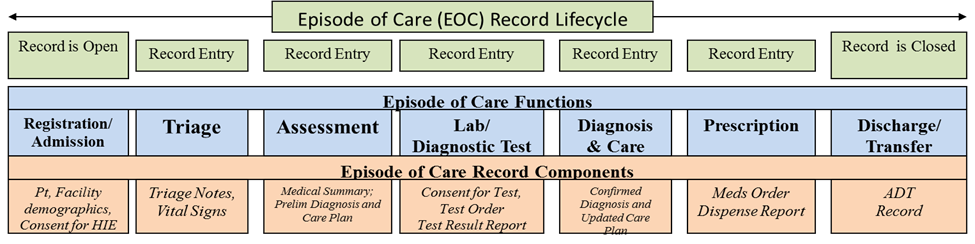 Episode of Care (EOC) Record Lifecycle
Record is Open
Record Entry
Record Entry
Record Entry
Record Entry
Record Entry
Record is Closed
Episode of Care Functions
Registration/
Admission
Triage
Assessment
Lab/
Diagnostic Test
Diagnosis
& Care
Prescription
Discharge/
Transfer
Episode of Care Record Components
Pt, Facility
demographics,
Consent for HIE
Triage Notes,
Vital Signs
Medical Summary;
Prelim Diagnosis and
Care Plan
Consent for Test,
Test Order
Test Result Report
Confirmed
Diagnosis and
Updated Care
Plan
Meds Order
Dispense Report
ADT
Record